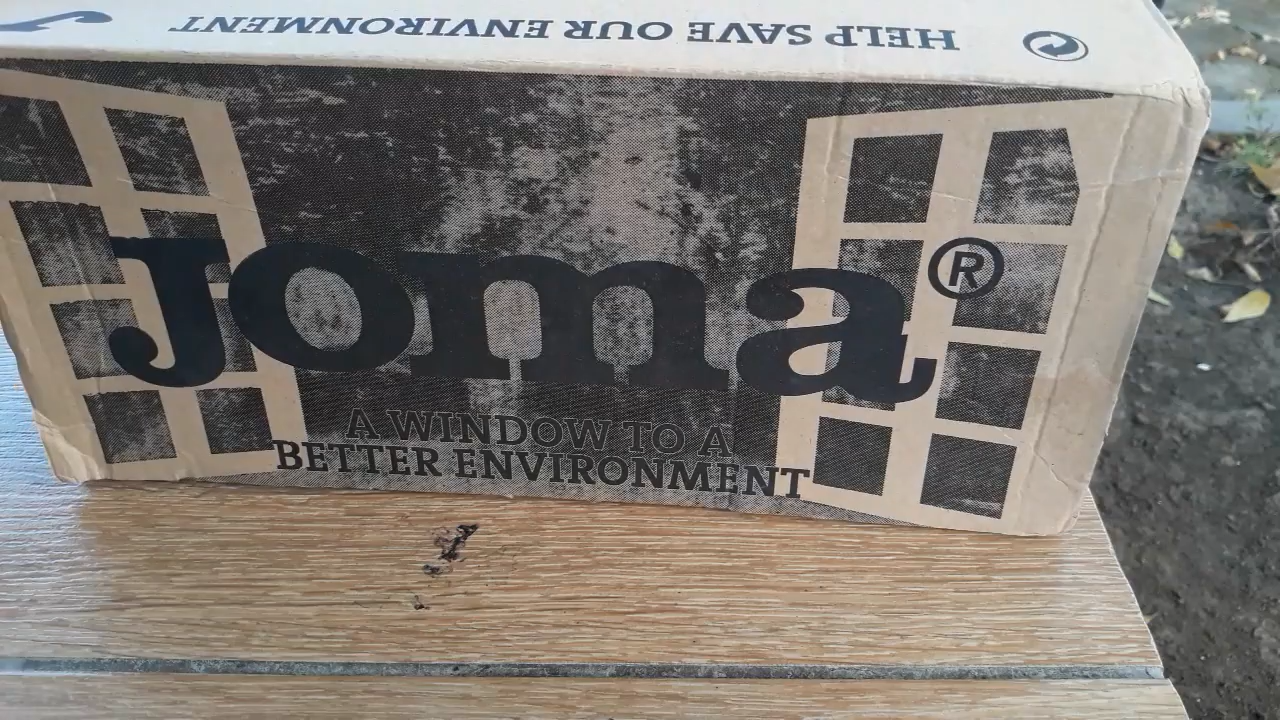 HELP SAVE OUR ENVIRONMENT
Joma®
A WINDOW TO A
BETTER ENVIRONMENT